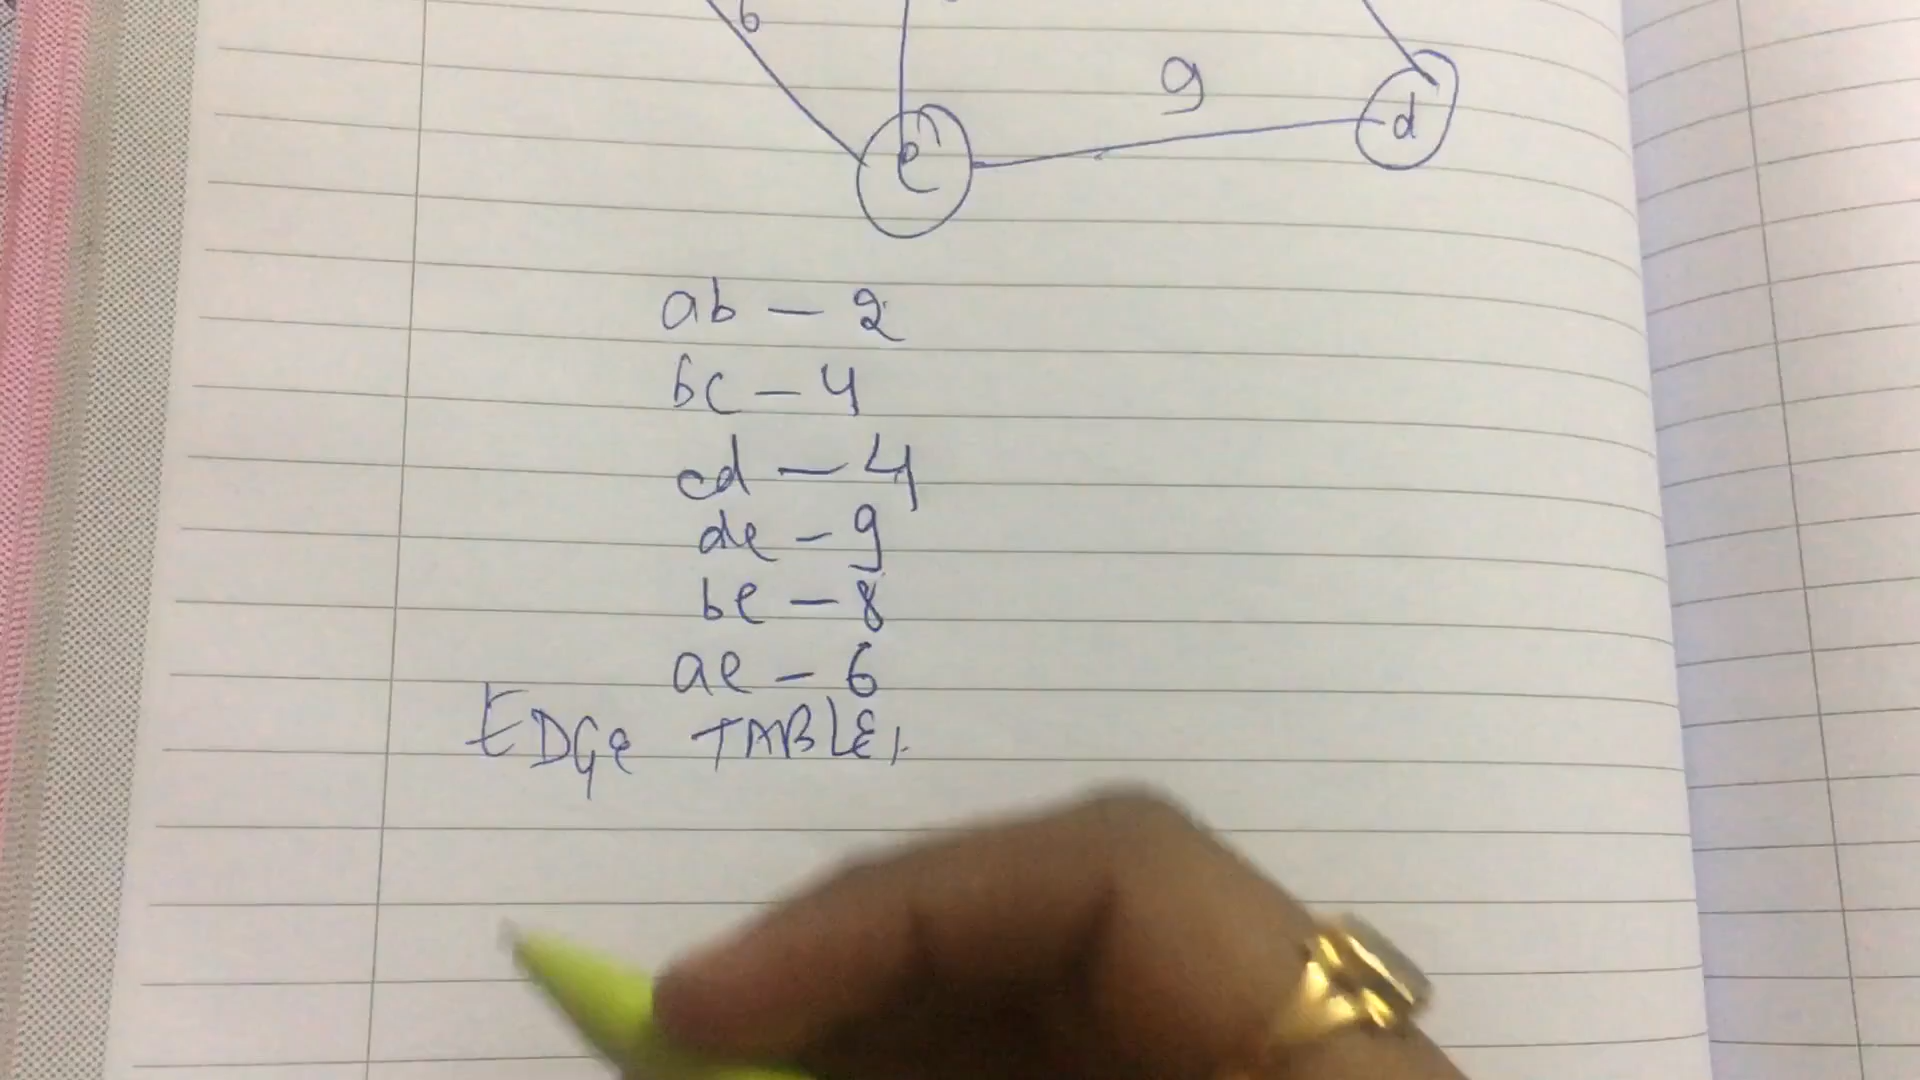 6
9
d
e
ab - 2
bc - 4
cd - 4
de - 9
be - 8
ae - 6
EDGe TABLE,